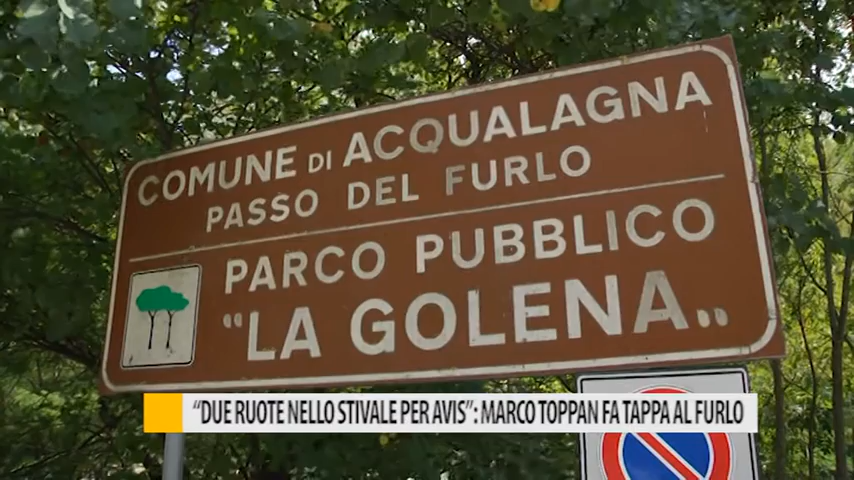 COMUNE DI ACQUALAGNA
PASSO DEL FURLO
PARCO PUBBLICO
"LA GOLENA"
"DUE RUOTE NELLO STIVALE PER AVIS": MARCO TOPPAN FA TAPPA AL FURLO